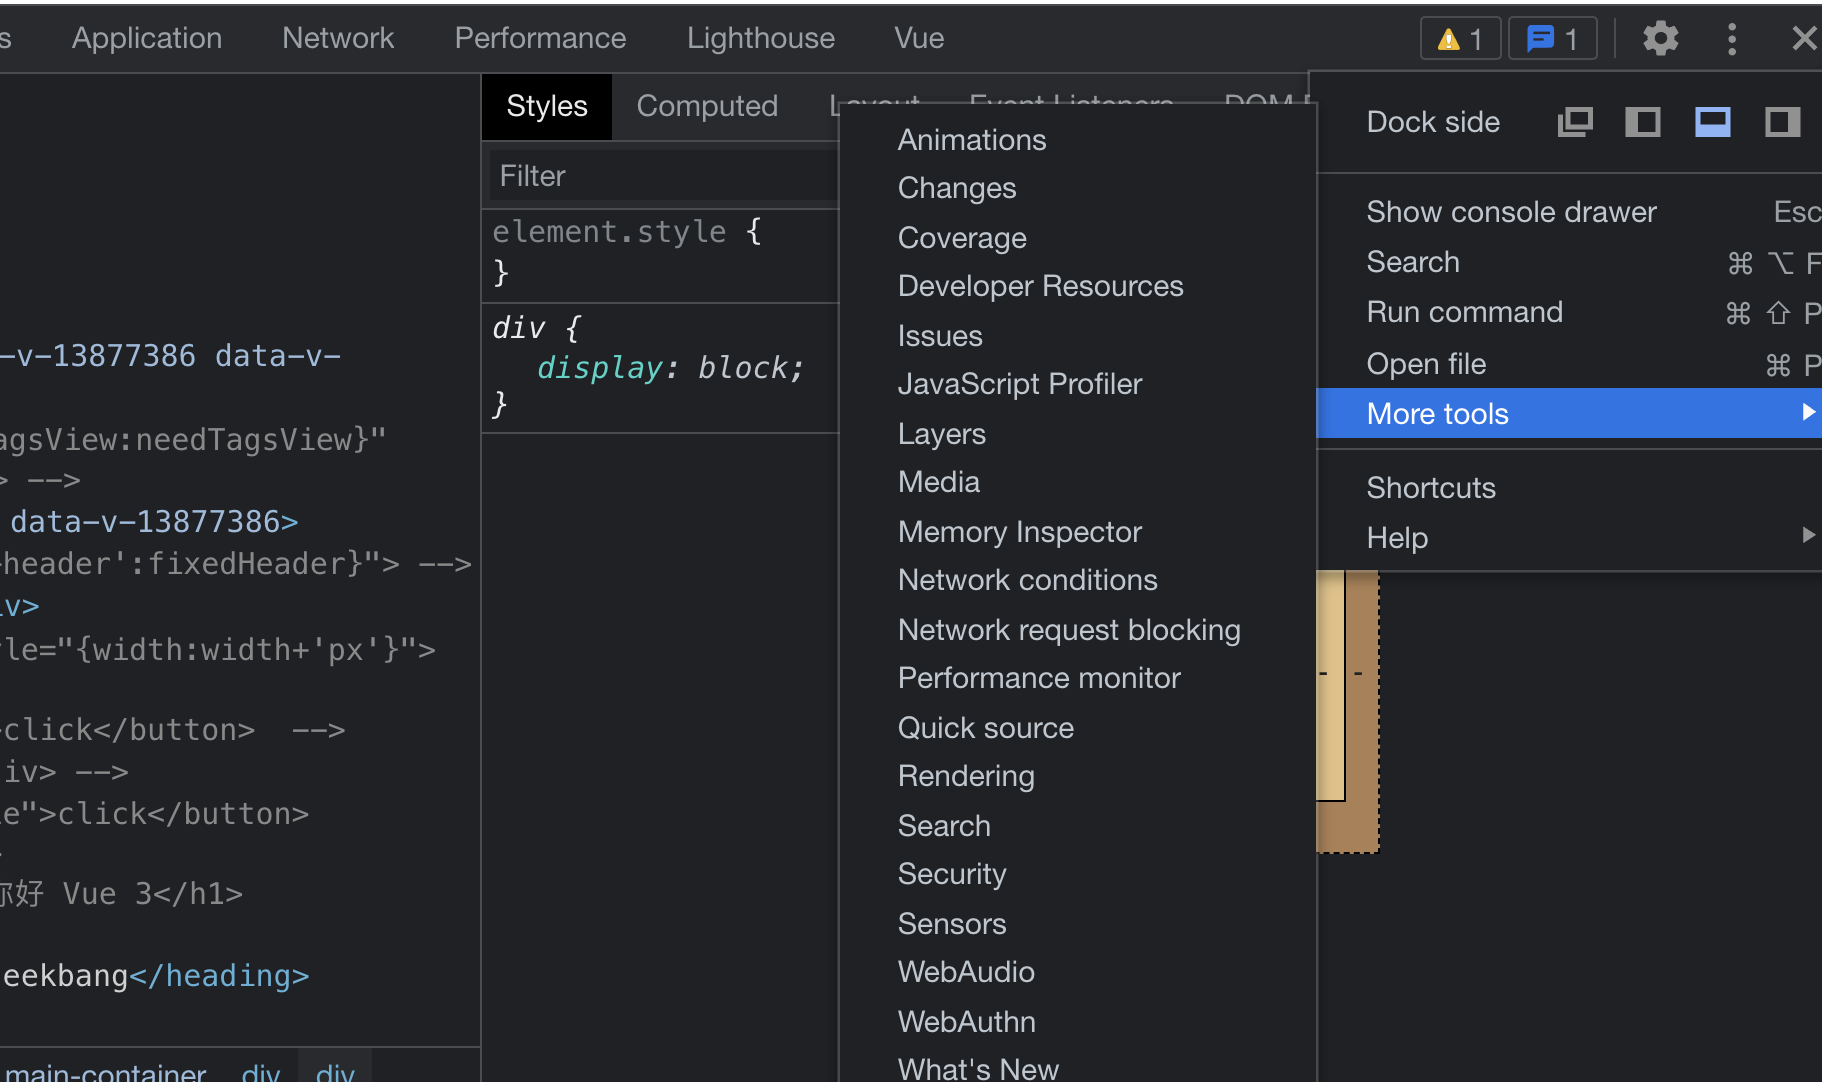 Application Network Performance Lighthouse Vue 1 1
Styles Computed Layout Event Listeners DOM
Filter
element.style {
}
div {
display: block;
}
-v-13877386 data-v-
agsView:needTagsView}"
> -->
data-v-13877386>
header':fixedHeader}"> -->
iv>
le="{width:width+'px'}">
click</button> -->
iv> -->
e">click</button>
你好 Vue 3</h1>
eekbang</heading>
main-container div div
Animations
Changes
Coverage
Developer Resources
Issues
JavaScript Profiler
Layers
Media
Memory Inspector
Network conditions
Network request blocking
Performance monitor
Quick source
Rendering
Search
Security
Sensors
WebAudio
WebAuthn
What's New
Dock side
Show console drawer Esc
Search ⌘ ⌥ F
Run command ⌘ ⇧ P
Open file ⌘ P
More tools
Shortcuts
Help
- -